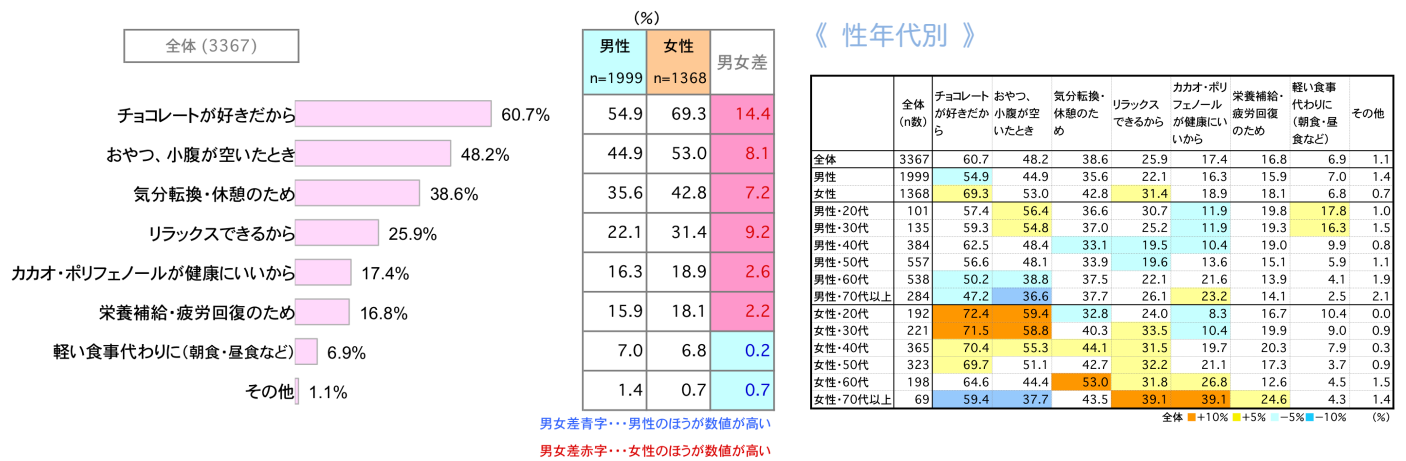 全体 (3367)
チョコレートが好きだから 60.7%
おやつ、小腹が空いたとき 48.2%
気分転換・休憩のため 38.6%
リラックスできるから 25.9%
カカオ・ポリフェノールが健康にいいから 17.4%
栄養補給・疲労回復のため 16.8%
軽い食事代わりに(朝食・昼食など) 6.9%
その他 1.1%
(%)
男性 女性 男女差
n=1999 n=1368
54.9 69.3 14.4
44.9 53.0 8.1
35.6 42.8 7.2
22.1 31.4 9.2
16.3 18.9 2.6
15.9 18.1 2.2
7.0 6.8 0.2
1.4 0.7 0.7
男女差青字・・・男性のほうが数値が高い
男女差赤字・・・女性のほうが数値が高い
《 性年代別 》
全体
(n数)
チョコレート
が好きだか
ら
おやつ、
小腹が空
いたとき
気分転換・
休憩のた
め
リラックス
できるから
カカオ・ポリ
フェノール
が健康にい
いから
栄養補給・
疲労回復
のため
軽い食事
代わりに
(朝食・昼
食など)
その他
全体 3367 60.7 48.2 38.6 25.9 17.4 16.8 6.9 1.1
男性 1999 54.9 44.9 35.6 22.1 16.3 15.9 7.0 1.4
女性 1368 69.3 53.0 42.8 31.4 18.9 18.1 6.8 0.7
男性・20代 101 57.4 56.4 36.6 30.7 11.9 19.8 17.8 1.0
男性・30代 135 59.3 54.8 37.0 25.2 11.9 19.3 16.3 1.5
男性・40代 384 62.5 48.4 33.1 19.5 10.4 19.0 9.9 0.8
男性・50代 557 56.6 48.1 33.9 19.6 13.6 15.1 5.9 1.1
男性・60代 538 50.2 38.8 37.5 22.1 21.6 13.9 4.1 1.9
男性・70代以上 284 47.2 36.6 37.7 26.1 23.2 14.1 2.5 2.1
女性・20代 192 72.4 59.4 32.8 24.0 8.3 16.7 10.4 0.0
女性・30代 221 71.5 58.8 40.3 33.5 10.4 19.9 9.0 0.9
女性・40代 365 70.4 55.3 44.1 31.5 19.7 20.3 7.9 0.3
女性・50代 323 69.7 51.1 42.7 32.2 21.1 17.3 3.7 0.9
女性・60代 198 64.6 44.4 53.0 31.8 26.8 12.6 4.5 1.5
女性・70代以上 69 59.4 37.7 43.5 39.1 39.1 24.6 4.3 1.4
全体 +10% +5% −5% −10% (%)